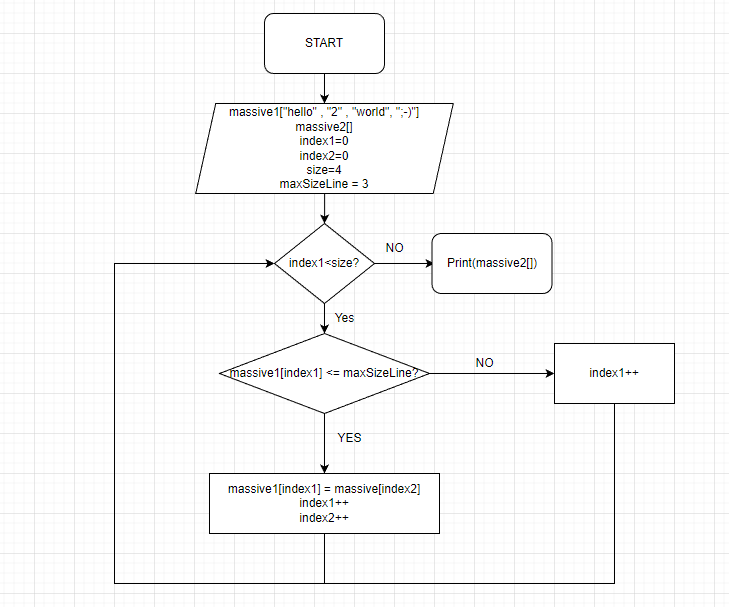 START
massive1["hello" , "2" , "world", ";-)"]
massive2[]
index1=0
index2=0
size=4
maxSizeLine = 3
index1<size?
NO
Print(massive2[])
Yes
massive1[index1] <= maxSizeLine?
NO
index1++
YES
massive1[index1] = massive[index2]
index1++
index2++